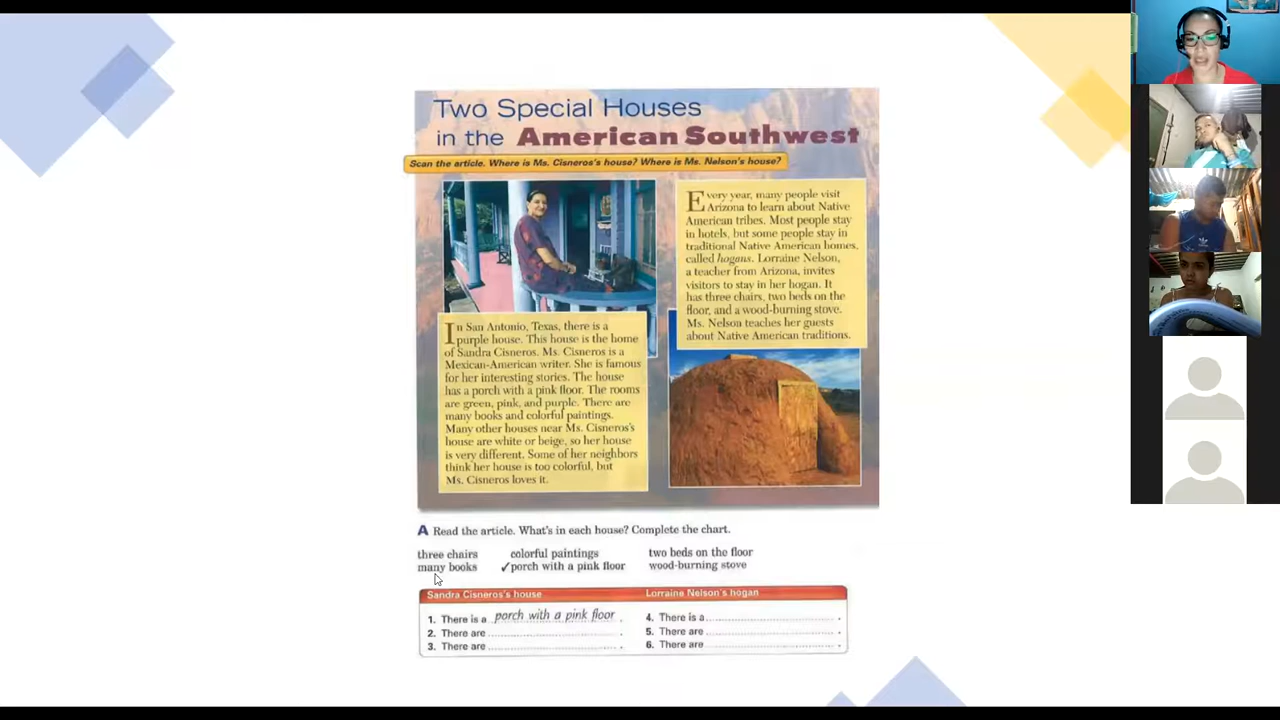 Two Special Houses
in the American Southwest
Scan the article. Where is Ms. Cisneros's house? Where is Ms. Nelson's house?
Every year, many people visit
Arizona to learn about Native
American tribes. Most people stay
in hotels, but some people stay in
traditional Native American homes,
called hogans. Lorraine Nelson,
a teacher from Arizona, invites
visitors to stay in her hogan. It
has three chairs, two beds on the
floor, and a wood-burning stove.
Ms. Nelson teaches her guests
about Native American traditions.
In San Antonio, Texas, there is a
purple house. This house is the home
of Sandra Cisneros. Ms. Cisneros is a
Mexican-American writer. She is famous
for her interesting stories. The house
has a porch with a pink floor. The rooms
are green, pink, and purple. There are
many books and colorful paintings.
Many other houses near Ms. Cisneros's
house are white or beige, so her house
is very different. Some of her neighbors
think her house is too colorful, but
Ms. Cisneros loves it.
A Read the article. What's in each house? Complete the chart.
three chairs colorful paintings two beds on the floor
many books ✓porch with a pink floor wood-burning stove
Sandra Cisneros's house Lorraine Nelson's hogan
1. There is a porch with a pink floor . 4. There is a .
2. There are . 5. There are .
3. There are . 6. There are .